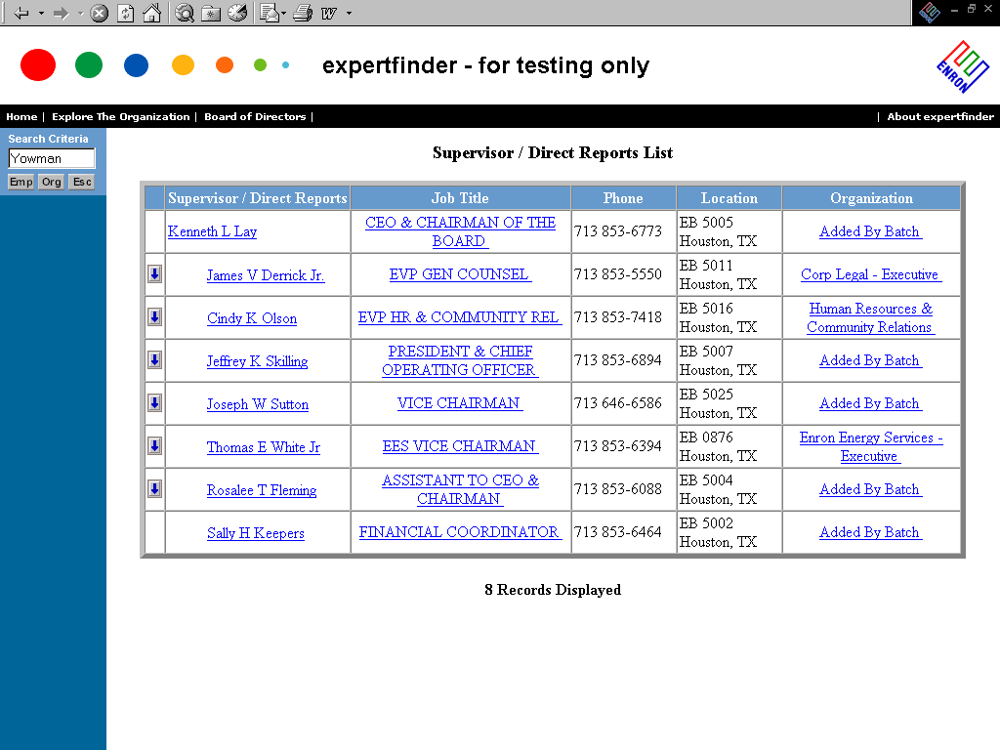 W
expertfinder - for testing only
ENRON
Home | Explore The Organization | Board of Directors |
| About expertfinder
Search Criteria
Yowman
Emp Org Esc
Supervisor / Direct Reports List
Supervisor / Direct Reports Job Title Phone Location Organization
Kenneth L Lay CEO & CHAIRMAN OF THE BOARD 713 853-6773 EB 5005 Houston, TX Added By Batch
James V Derrick Jr. EVP GEN COUNSEL 713 853-5550 EB 5011 Houston, TX Corp Legal - Executive
Cindy K Olson EVP HR & COMMUNITY REL 713 853-7418 EB 5016 Houston, TX Human Resources & Community Relations
Jeffrey K Skilling PRESIDENT & CHIEF OPERATING OFFICER 713 853-6894 EB 5007 Houston, TX Added By Batch
Joseph W Sutton VICE CHAIRMAN 713 646-6586 EB 5025 Houston, TX Added By Batch
Thomas E White Jr EES VICE CHAIRMAN 713 853-6394 EB 0876 Houston, TX Enron Energy Services - Executive
Rosalee T Fleming ASSISTANT TO CEO & CHAIRMAN 713 853-6088 EB 5004 Houston, TX Added By Batch
Sally H Keepers FINANCIAL COORDINATOR 713 853-6464 EB 5002 Houston, TX Added By Batch
8 Records Displayed